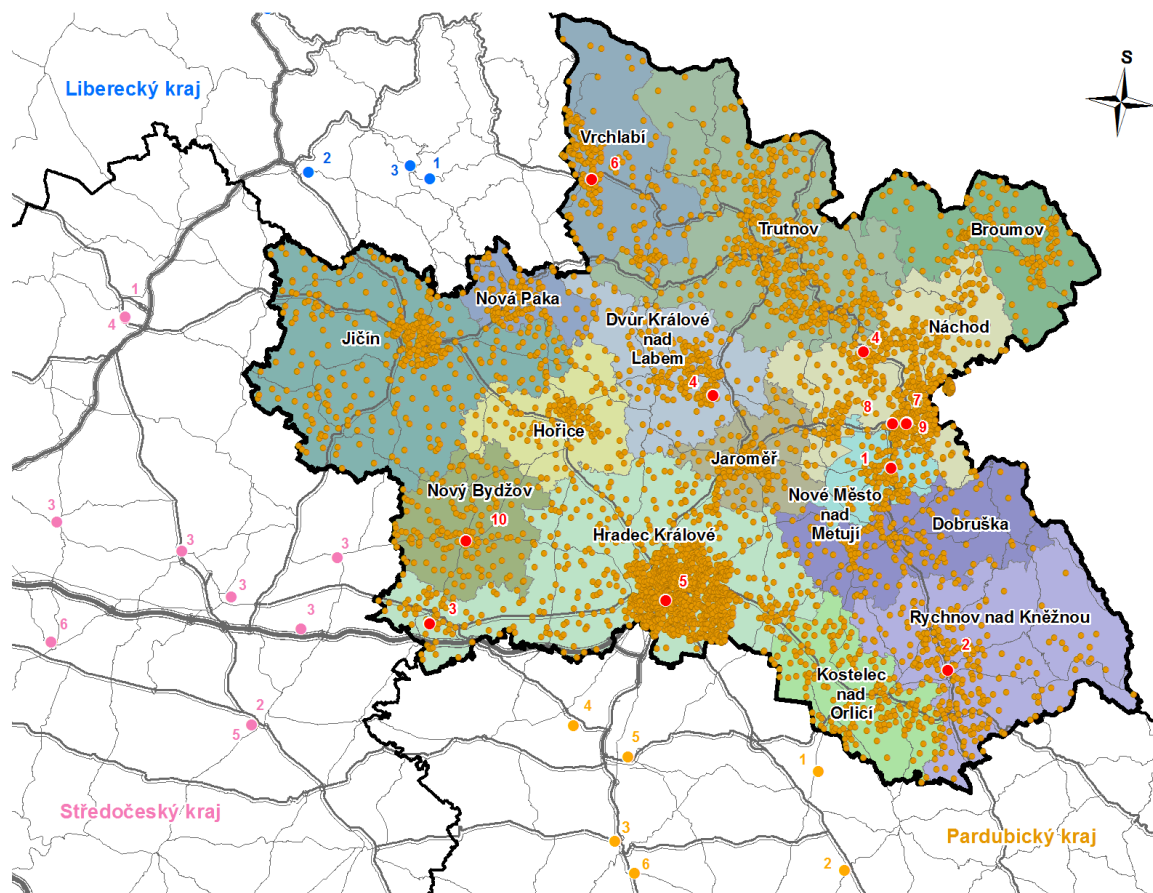 S
Liberecký kraj
Vrchlabí
6
2
3
1
Trutnov
Broumov
Nová Paka
1
4
Jičín
Dvůr Králové
nad
Labem
4
Náchod
4
7
8
9
Hořice
Jaroměř
1
Nový Bydžov
10
Nové Město
nad
Metují
Dobruška
Hradec Králové
3
3
3
3
3
6
5
3
Rychnov nad Kněžnou
2
Kostelec
nad
Orlicí
2
5
4
5
1
Středočeský kraj
3
Pardubický kraj
6
2